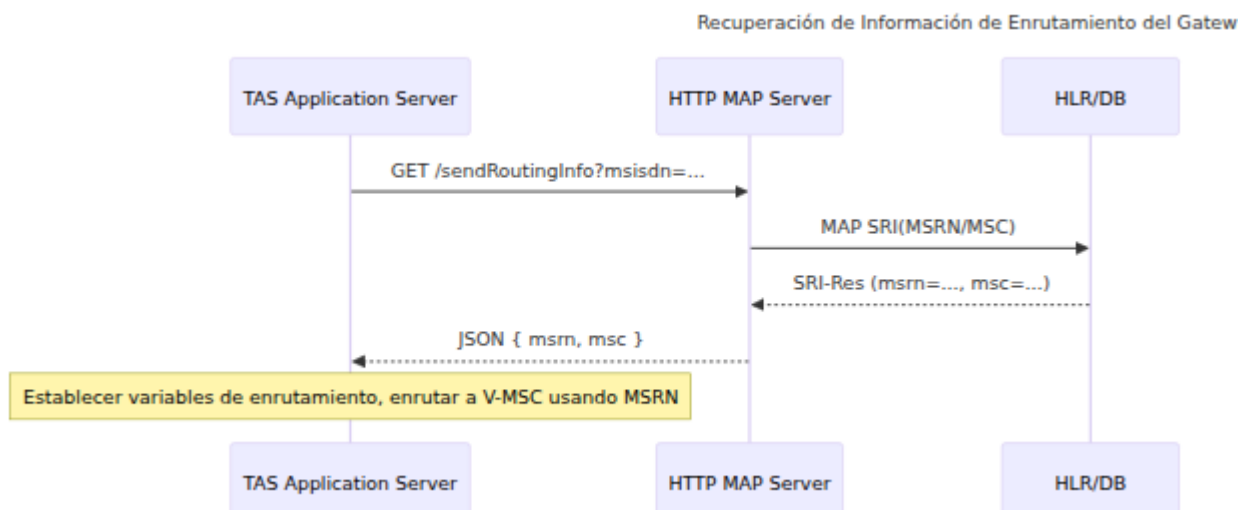 Recuperación de Información de Enrutamiento del Gatew
TAS Application Server
HTTP MAP Server
HLR/DB
GET /sendRoutingInfo?msisdn=...
MAP SRI(MSRN/MSC)
SRI-Res (msrn=..., msc=...)
JSON { msrn, msc }
Establecer variables de enrutamiento, enrutar a V-MSC usando MSRN
TAS Application Server
HTTP MAP Server
HLR/DB